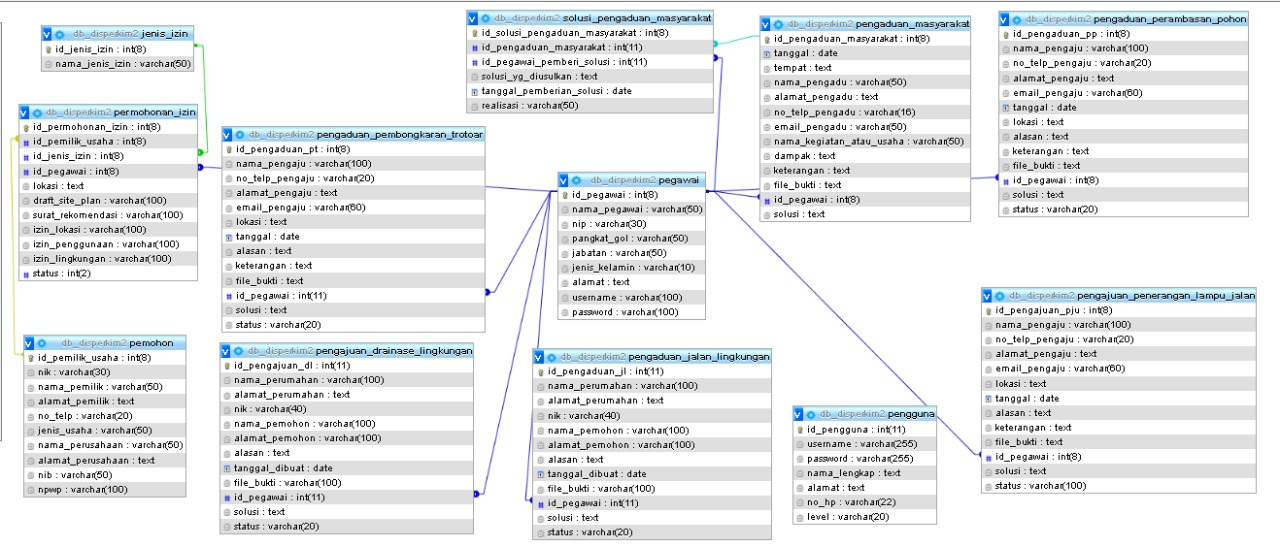 db_disperkim2 jenis_izin
id_jenis_izin : int(8)
nama_jenis_izin : varchar(50)
db_disperkim2 permohonan_izin
id_permohonan_izin : int(8)
id_pemilik_usaha : int(8)
id_jenis_izin : int(8)
id_pegawai : int(8)
lokasi : text
draft_site_plan : varchar(100)
surat_rekomendasi : varchar(100)
izin_lokasi : varchar(100)
izin_penggunaan : varchar(100)
izin_lingkungan : varchar(100)
status : int(2)
db_disperkim2 pemohon
id_pemilik_usaha : int(8)
nik : varchar(30)
nama_pemilik : varchar(50)
alamat_pemilik : text
no_telp : varchar(20)
jenis_usaha : varchar(50)
nama_perusahaan : varchar(50)
alamat_perusahaan : text
nib : varchar(50)
npwp : varchar(100)
db_disperkim2 pengaduan_pembongkaran_trotoar
id_pengaduan_pt : int(8)
nama_pengaju : varchar(100)
no_telp_pengaju : varchar(20)
alamat_pengaju : text
email_pengaju : varchar(60)
lokasi : text
tanggal : date
alasan : text
keterangan : text
file_bukti : text
id_pegawai : int(11)
solusi : text
status : varchar(20)
db_disperkim2 pengajuan_drainase_lingkungan
id_pengajuan_dl : int(11)
nama_perumahan : varchar(100)
alamat_perumahan : text
nik : varchar(40)
nama_pemohon : varchar(100)
alamat_pemohon : varchar(100)
alasan : text
tanggal_dibuat : date
file_bukti : varchar(100)
id_pegawai : int(11)
solusi : text
status : varchar(20)
db_disperkim2 solusi_pengaduan_masyarakat
id_solusi_pengaduan_masyarakat : int(8)
id_pengaduan_masyarakat : int(11)
id_pegawai_pemberi_solusi : int(11)
solusi_yg_diusulkan : text
tanggal_pemberian_solusi : date
realisasi : varchar(50)
db_disperkim2 pegawai
id_pegawai : int(8)
nama_pegawai : varchar(50)
nip : varchar(30)
pangkat_gol : varchar(50)
jabatan : varchar(50)
jenis_kelamin : varchar(10)
alamat : text
username : varchar(100)
password : varchar(100)
db_disperkim2 pengaduan_jalan_lingkungan
id_pengaduan_jl : int(11)
nama_perumahan : varchar(100)
alamat_perumahan : text
nik : varchar(40)
nama_pemohon : varchar(100)
alamat_pemohon : varchar(100)
alasan : text
tanggal_dibuat : date
file_bukti : varchar(100)
id_pegawai : int(11)
solusi : text
status : varchar(20)
db_disperkim2 pengaduan_masyarakat
id_pengaduan_masyarakat : int(8)
tanggal : date
tempat : text
nama_pengadu : varchar(50)
alamat_pengadu : text
no_telp_pengadu : varchar(16)
email_pengadu : varchar(50)
nama_kegiatan_atau_usaha : varchar(50)
dampak : text
keterangan : text
file_bukti : text
id_pegawai : int(8)
solusi : text
db_disperkim2 pengguna
id_pengguna : int(11)
username : varchar(255)
password : varchar(255)
nama_lengkap : text
alamat : text
no_hp : varchar(22)
level : varchar(20)
db_disperkim2 pengaduan_perambasan_pohon
id_pengaduan_pp : int(8)
nama_pengaju : varchar(100)
no_telp_pengaju : varchar(20)
alamat_pengaju : text
email_pengaju : varchar(60)
tanggal : date
lokasi : text
alasan : text
keterangan : text
file_bukti : text
id_pegawai : int(8)
solusi : text
status : varchar(20)
db_disperkim2 pengajuan_penerangan_lampu_jalan
id_pengajuan_pju : int(8)
nama_pengaju : varchar(100)
no_telp_pengaju : varchar(20)
alamat_pengaju : text
email_pengaju : varchar(60)
lokasi : text
tanggal : date
alasan : text
keterangan : text
file_bukti : text
id_pegawai : int(8)
solusi : text
status : varchar(100)